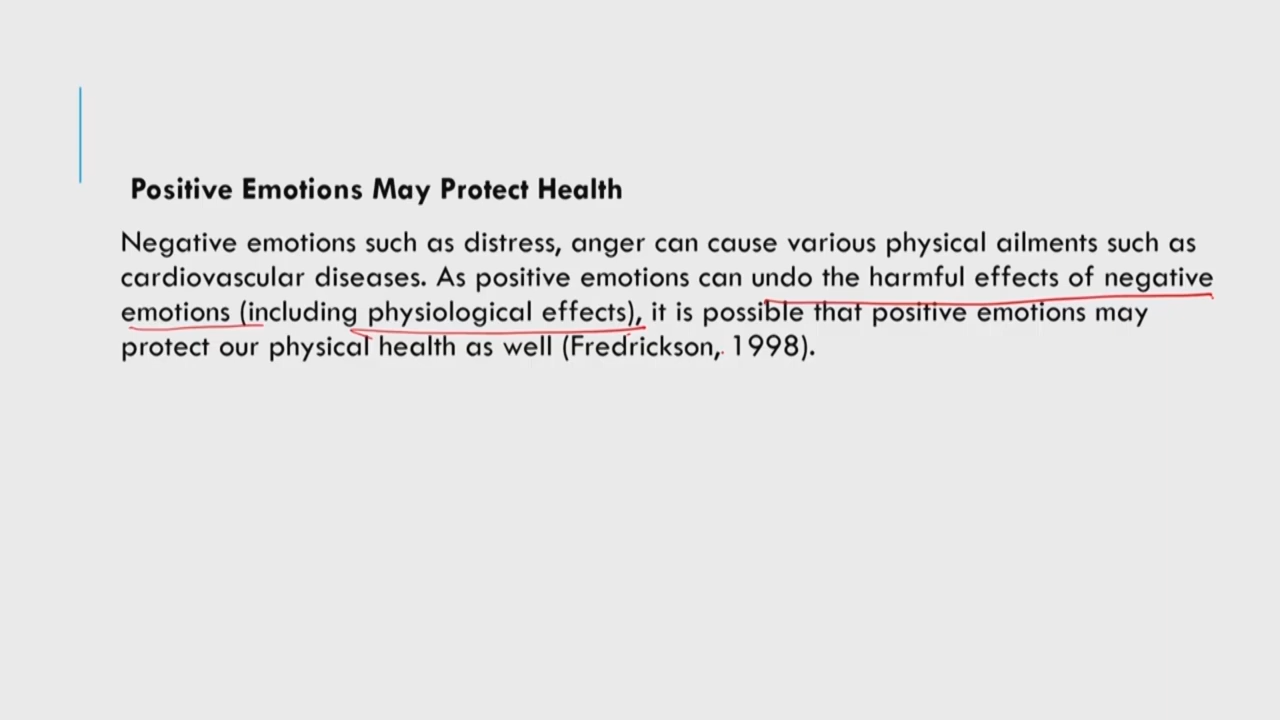 Positive Emotions May Protect Health
Negative emotions such as distress, anger can cause various physical ailments such as
cardiovascular diseases. As positive emotions can undo the harmful effects of negative
emotions (including physiological effects), it is possible that positive emotions may
protect our physical health as well (Fredrickson, 1998).